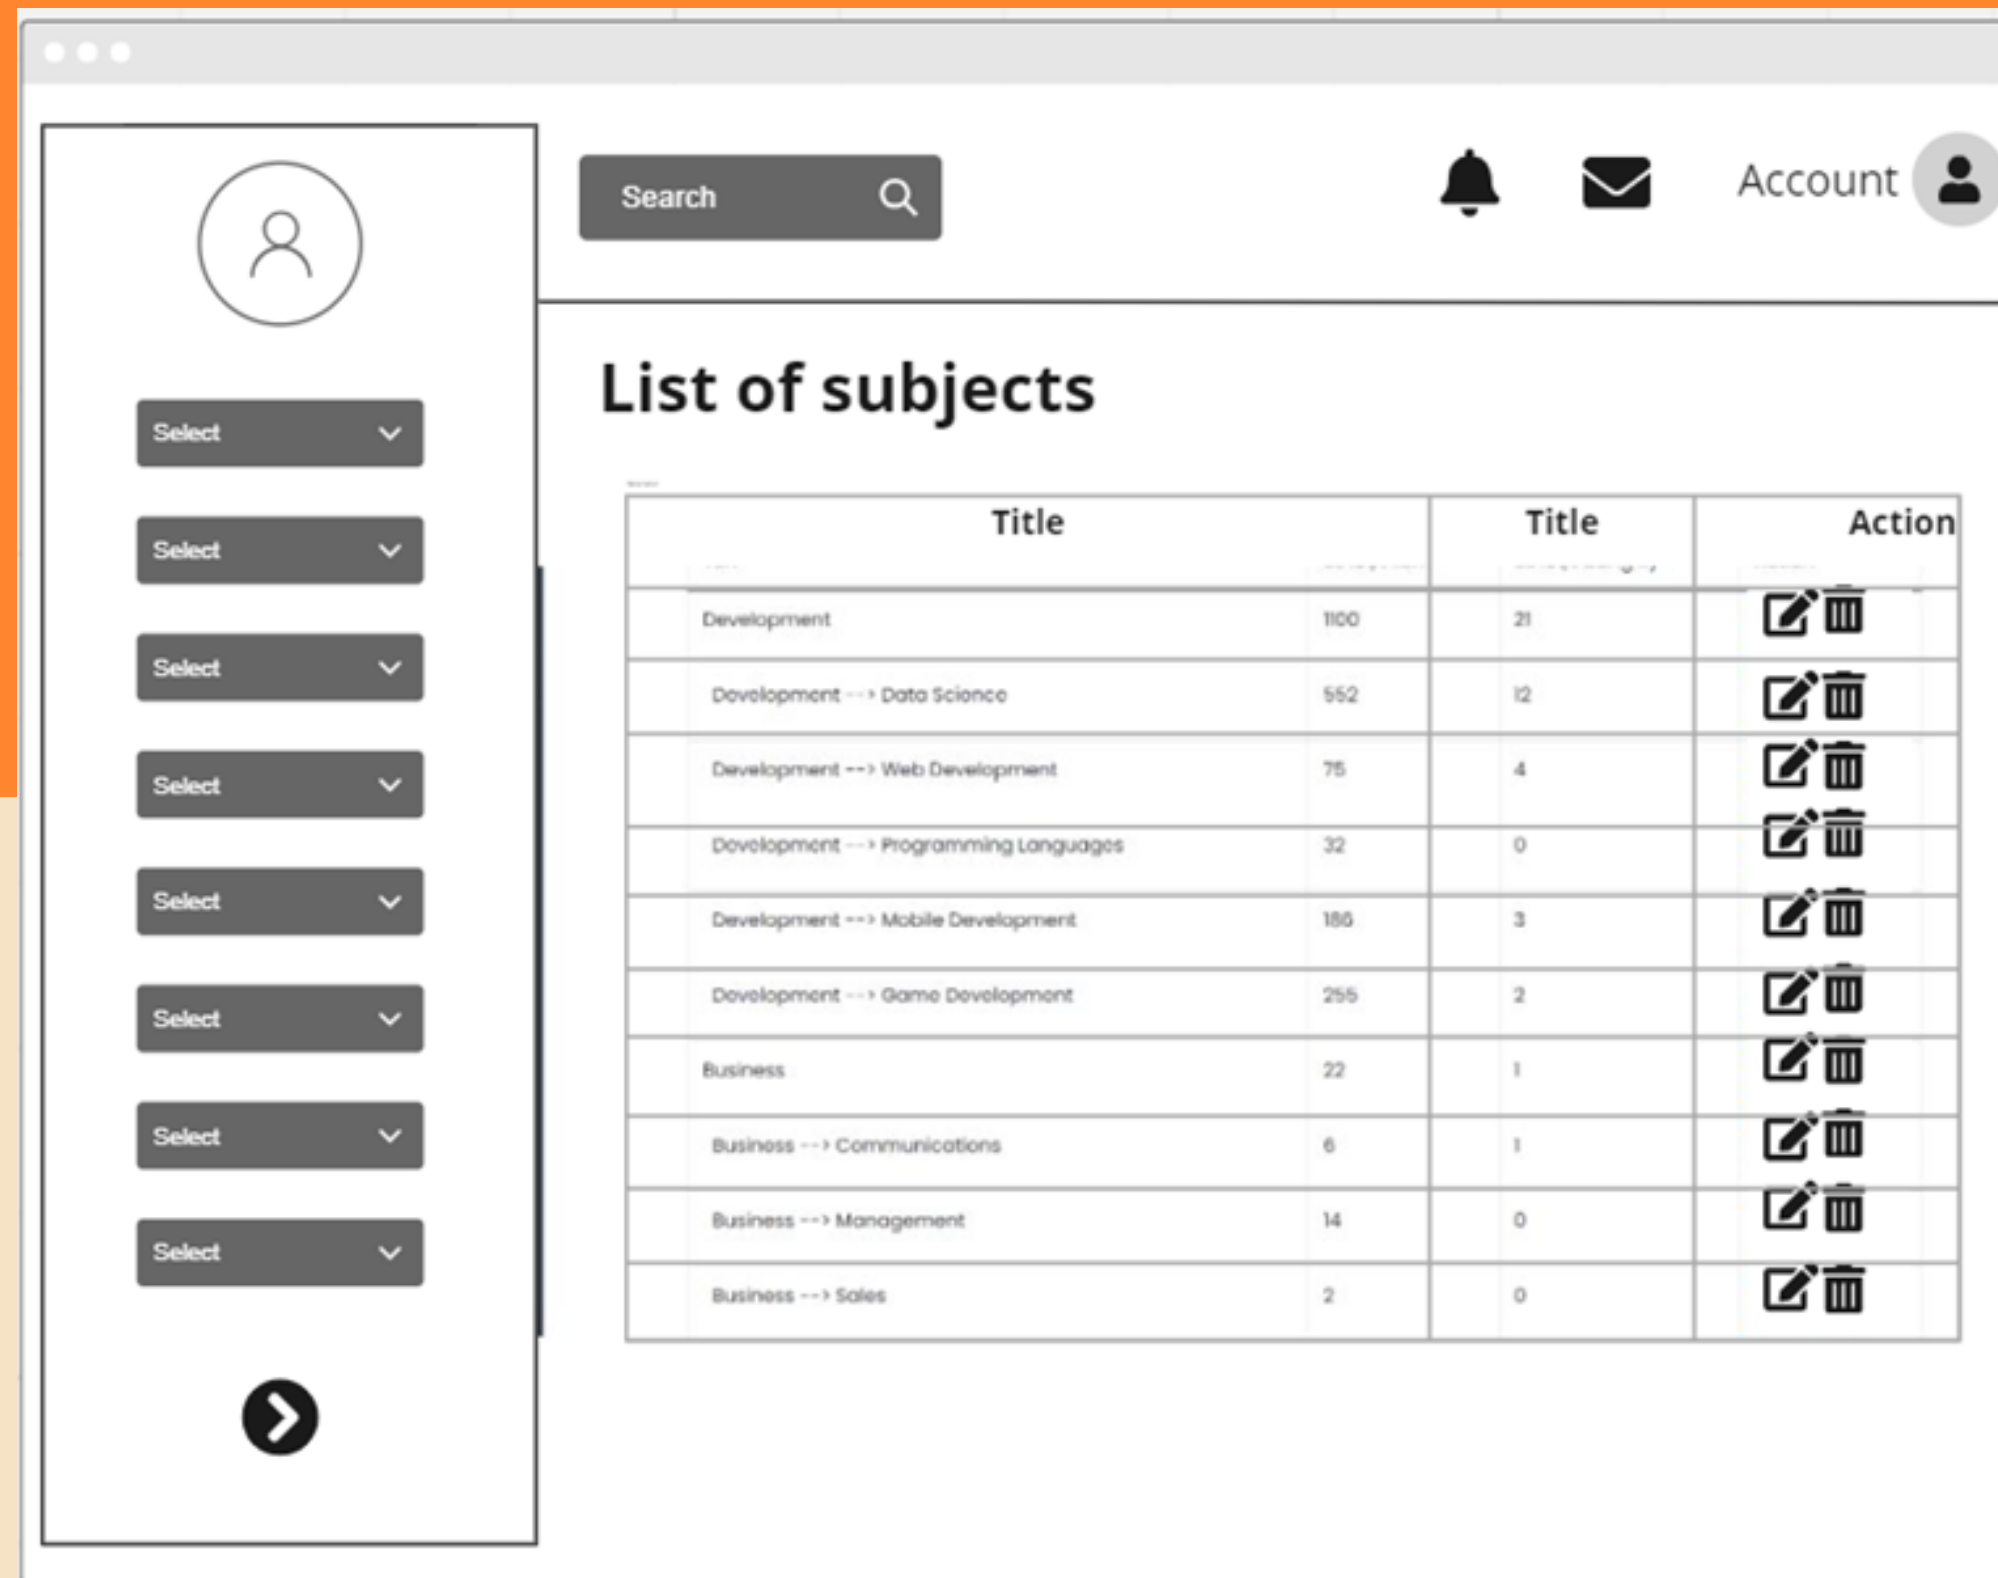 Search
Account
Select
Select
Select
Select
Select
Select
Select
Select
List of subjects
Title Title Action
Development 1100 21
Development --> Data Science 552 12
Development --> Web Development 75 4
Development --> Programming Languages 32 0
Development --> Mobile Development 186 3
Development --> Game Development 255 2
Business 22 1
Business --> Communications 6 1
Business --> Management 14 0
Business --> Sales 2 0